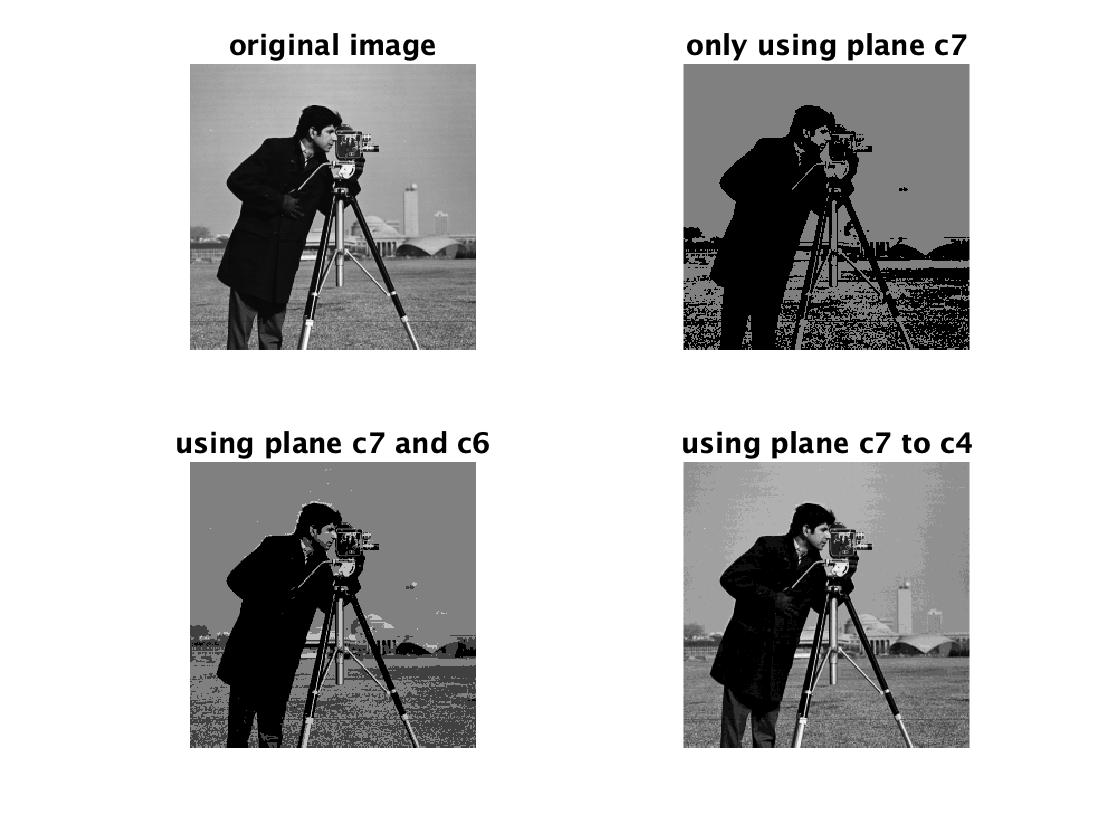 original image
only using plane c7
using plane c7 and c6
using plane c7 to c4